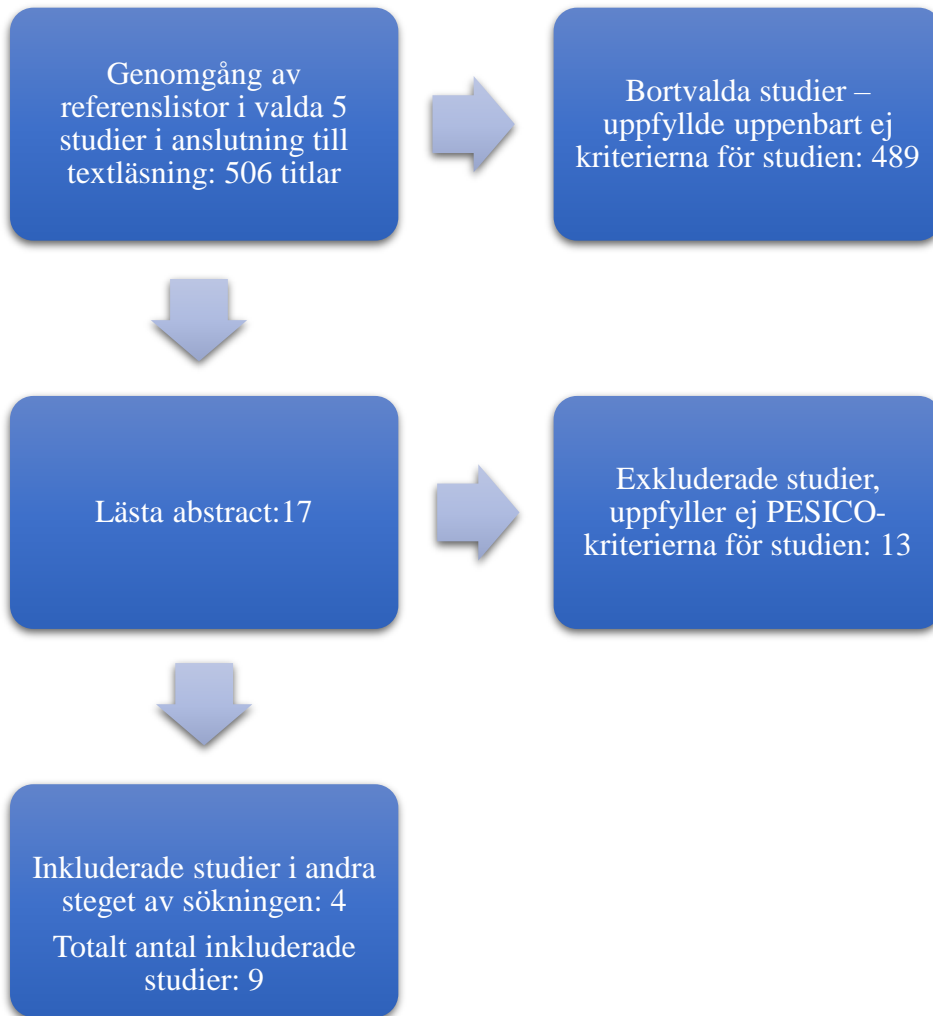 Genomgång av
referenslistor i valda 5
studier i anslutning till
textläsning: 506 titlar
Bortvalda studier –
uppfyllde uppenbart ej
kriterierna för studien: 489
Lästa abstract:17
Exkluderade studier,
uppfyller ej PESICO-
kriterierna för studien: 13
Inkluderade studier i andra
steget av sökningen: 4
Totalt antal inkluderade
studier: 9